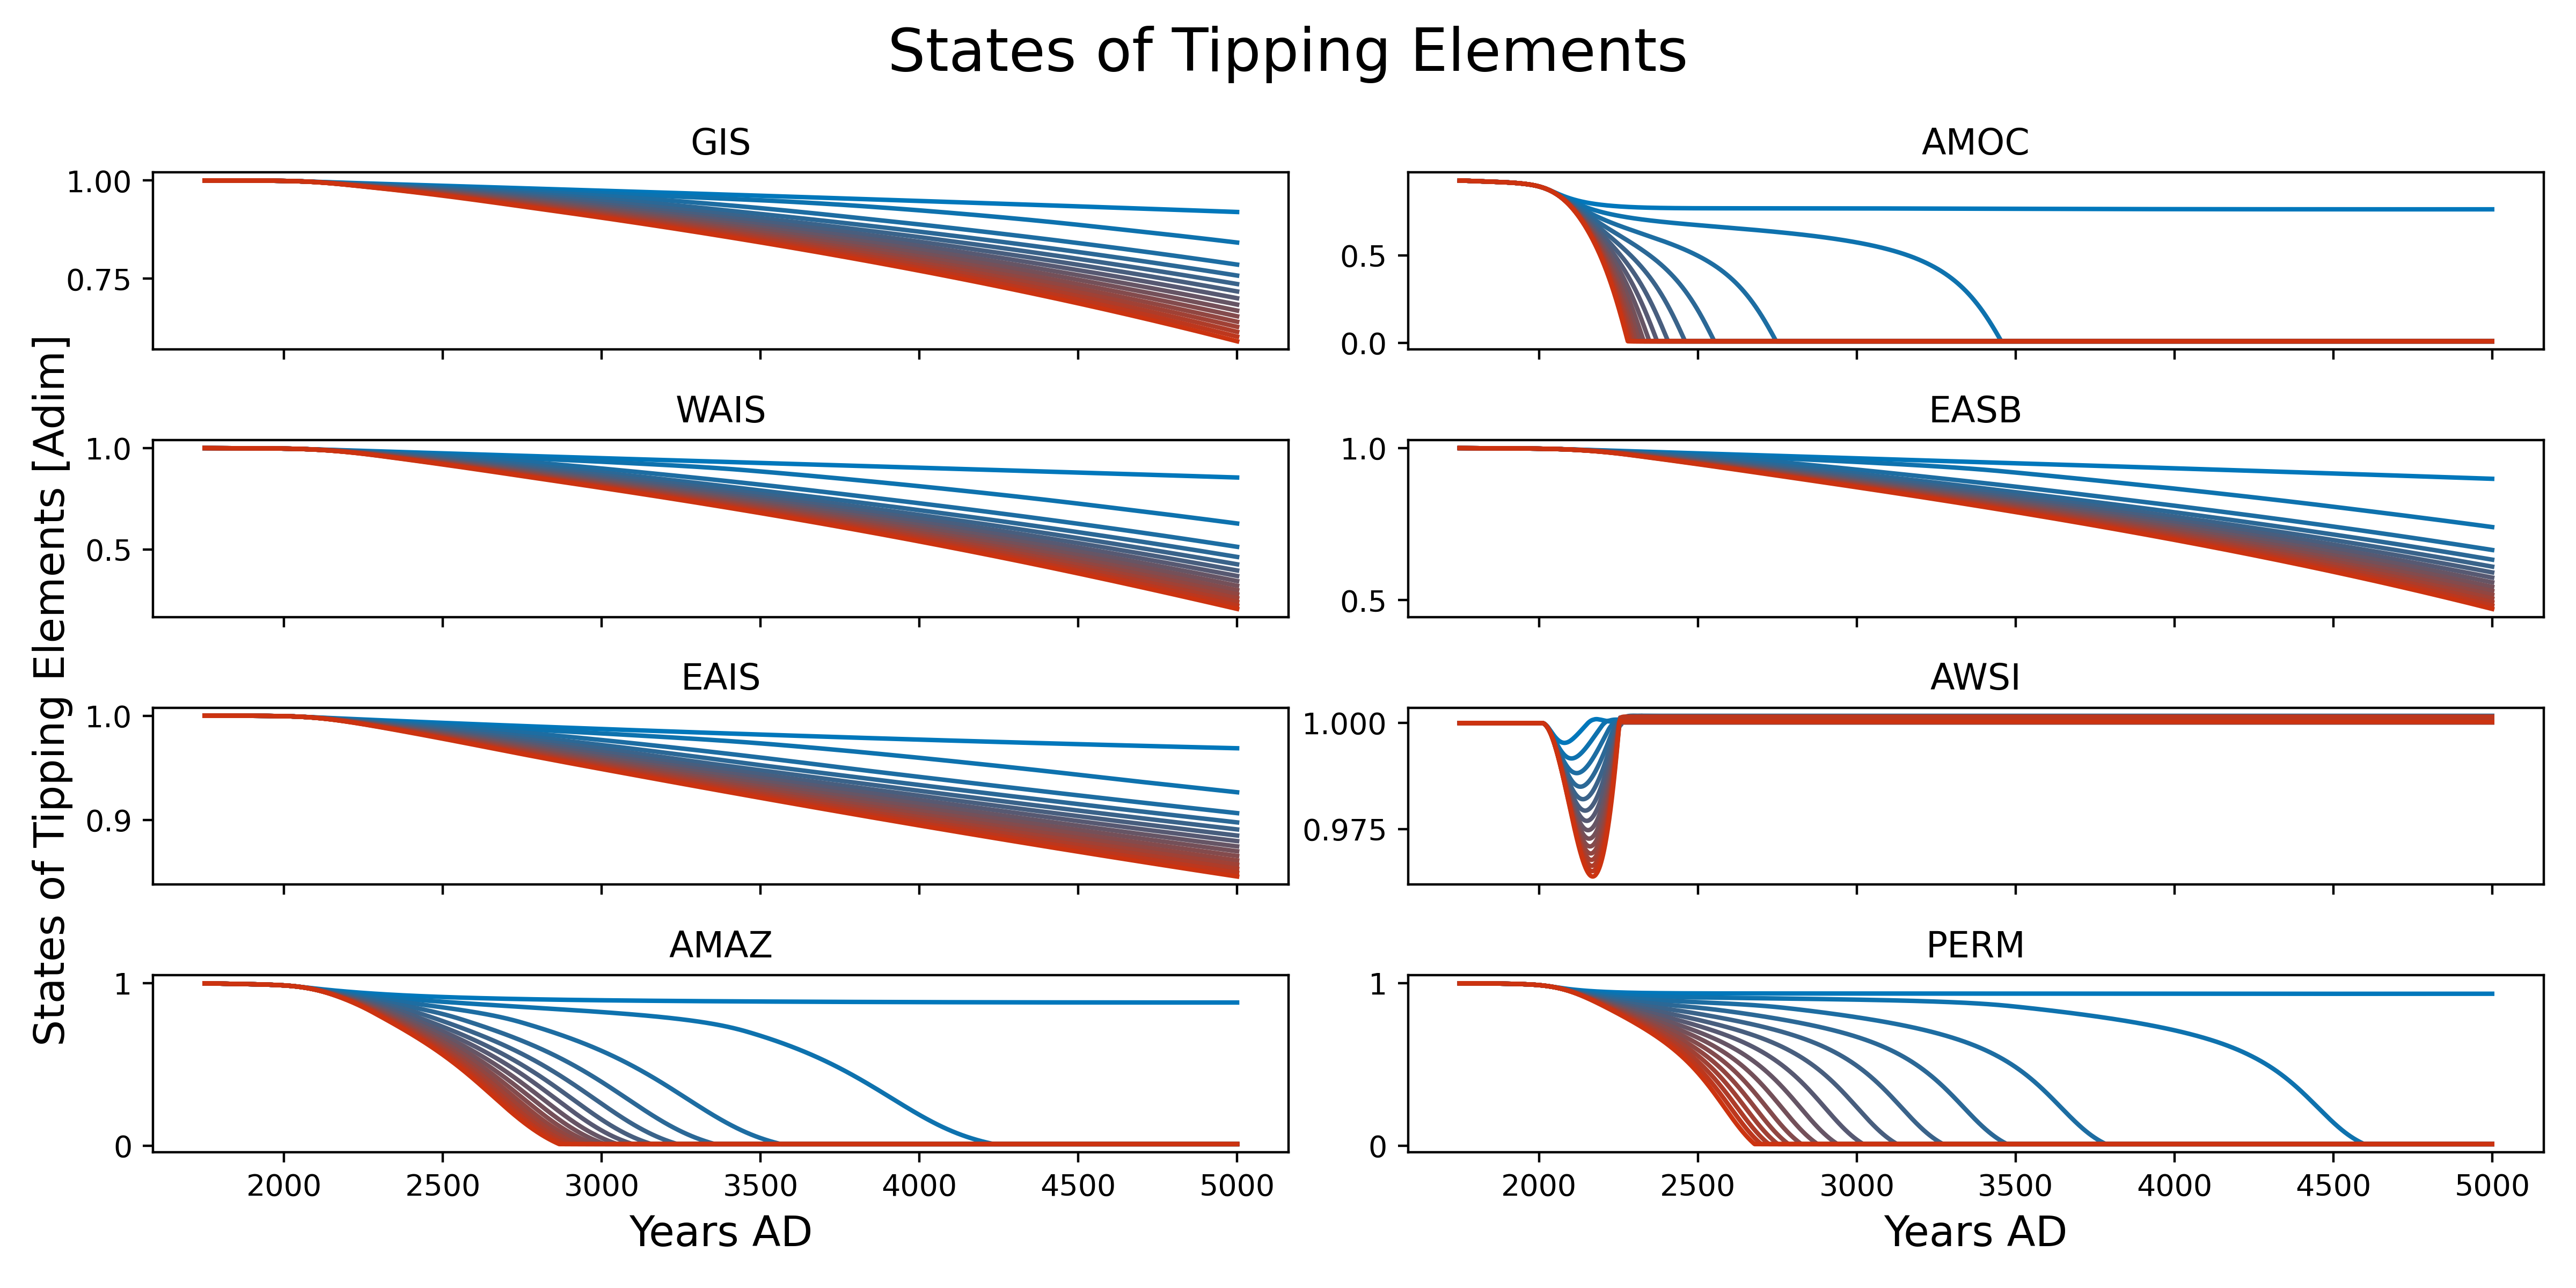 States of Tipping Elements
States of Tipping Elements [Adim]
GIS
1.00
0.75
AMOC
0.5
0.0
WAIS
1.0
0.5
EASB
1.0
0.5
EAIS
1.0
0.9
AWSI
1.000
0.975
AMAZ
1
0
2000 2500 3000 3500 4000 4500 5000
Years AD
PERM
1
0
2000 2500 3000 3500 4000 4500 5000
Years AD